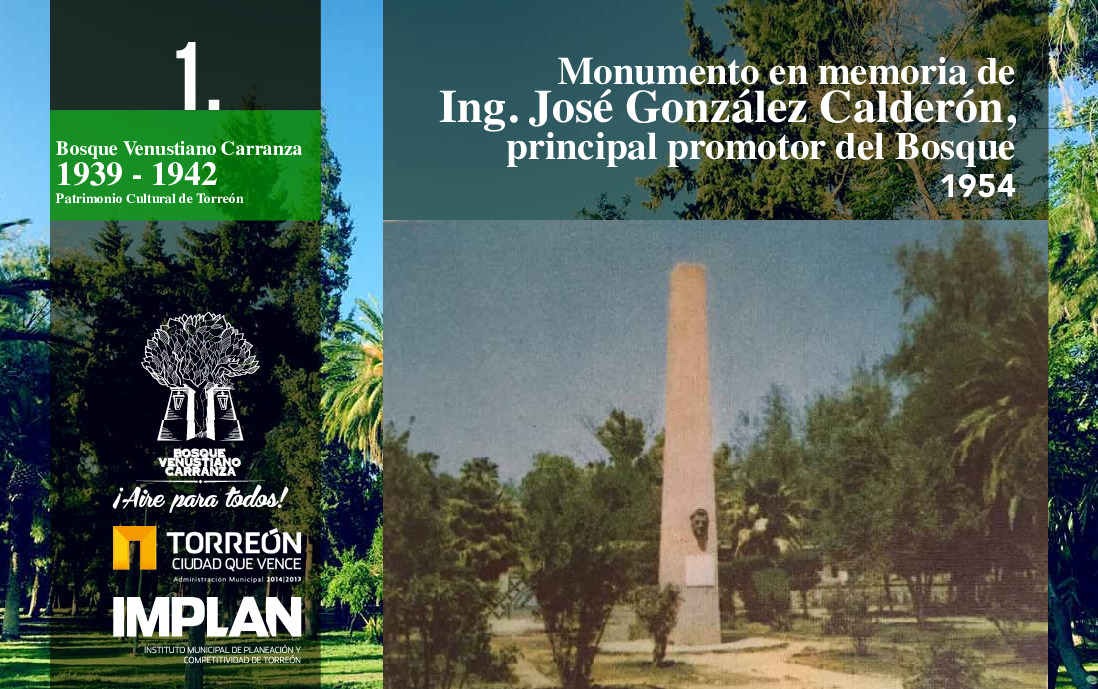 1.
Bosque Venustiano Carranza
1939 - 1942
Patrimonio Cultural de Torreón
Monumento en memoria de
Ing. José González Calderón,
principal promotor del Bosque
1954
BOSQUE
VENUSTIANO
CARRANZA
¡Aire para todos!
TORREÓN
CIUDAD QUE VENCE
Administración Municipal 2014|2017
IMPLAN
INSTITUTO MUNICIPAL DE PLANEACIÓN Y
COMPETITIVIDAD DE TORREÓN